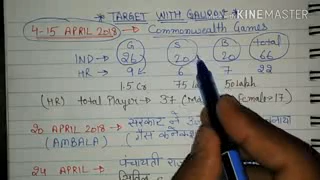 KINEMASTER
* TARGET WITH GAURAV *
4-15 APRIL 2018 → Commonwealth Games
G S B Total
IND → 26 20 20 66
HR → 9 6 7 22
1.5 Cr 75 lakh 50 lakh
(HR) total Player → 37 (Females=17)
20 APRIL 2018 → सरकार ने
(AMBALA) (गैस
24 APRIL →